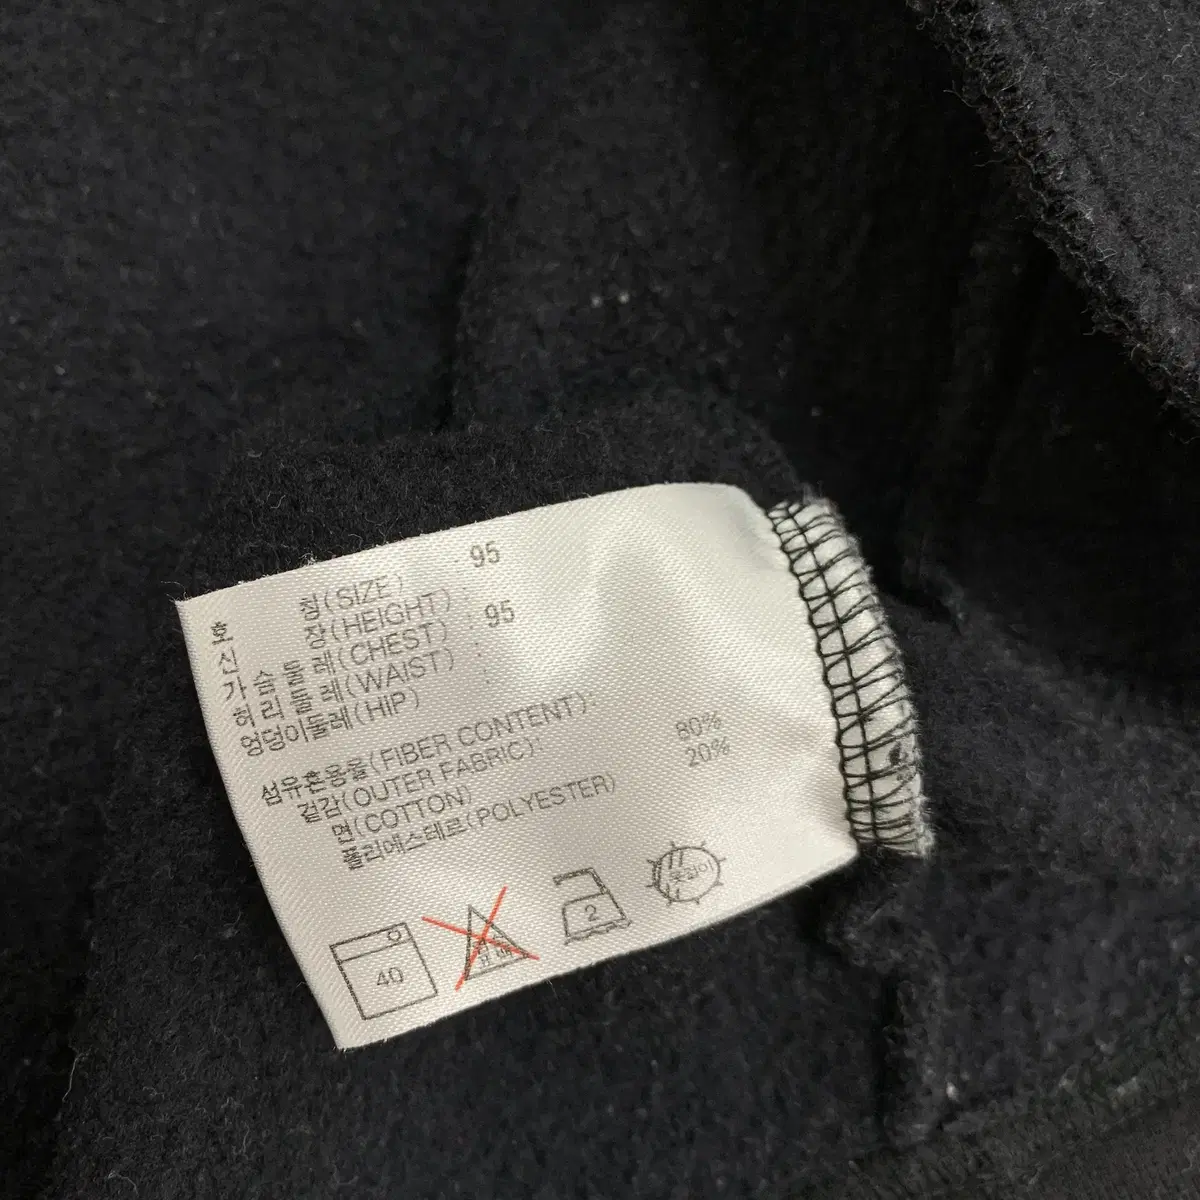 호 칭(SIZE) : 95
신 장(HEIGHT) :
가 슴 둘 레(CHEST) : 95
허 리 둘 레(WAIST) :
엉덩이둘레(HIP)
섬유혼용율(FIBER CONTENT):
겉감(OUTER FABRIC):
면(COTTON) 80%
폴리에스테르(POLYESTER) 20%
40
2